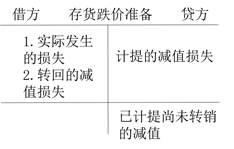 借方 存货跌价准备 贷方
1.实际发生
的损失
2.转回的减
值损失
计提的减值损失
已计提尚未转销
的减值